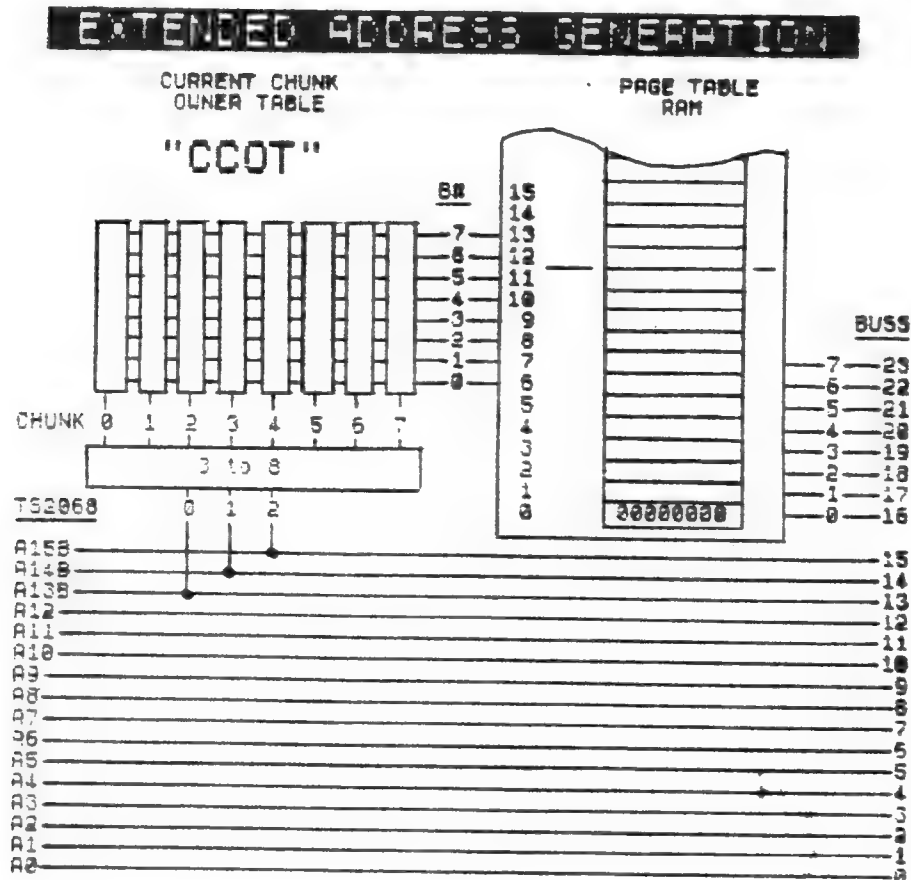 EXTENDED ADDRESS GENERATION
CURRENT CHUNK
OWNER TABLE
"CCOT"
PAGE TABLE
RAM
B#
7
6
5
4
3
2
1
0
15
14
13
12
11
10
9
8
7
6
5
4
3
2
1
0
00000000
BUSS
7 23
6 22
5 21
4 20
3 19
2 18
1 17
0 16
CHUNK 0 1 2 3 4 5 6 7
3 to 8
0 1 2
TS2068
A15B 15
A14B 14
A13B 13
A12 12
A11 11
A10 10
A9 9
A8 8
A7 7
A6 6
A5 5
A4 4
A3 3
A2 2
A1 1
A0 0